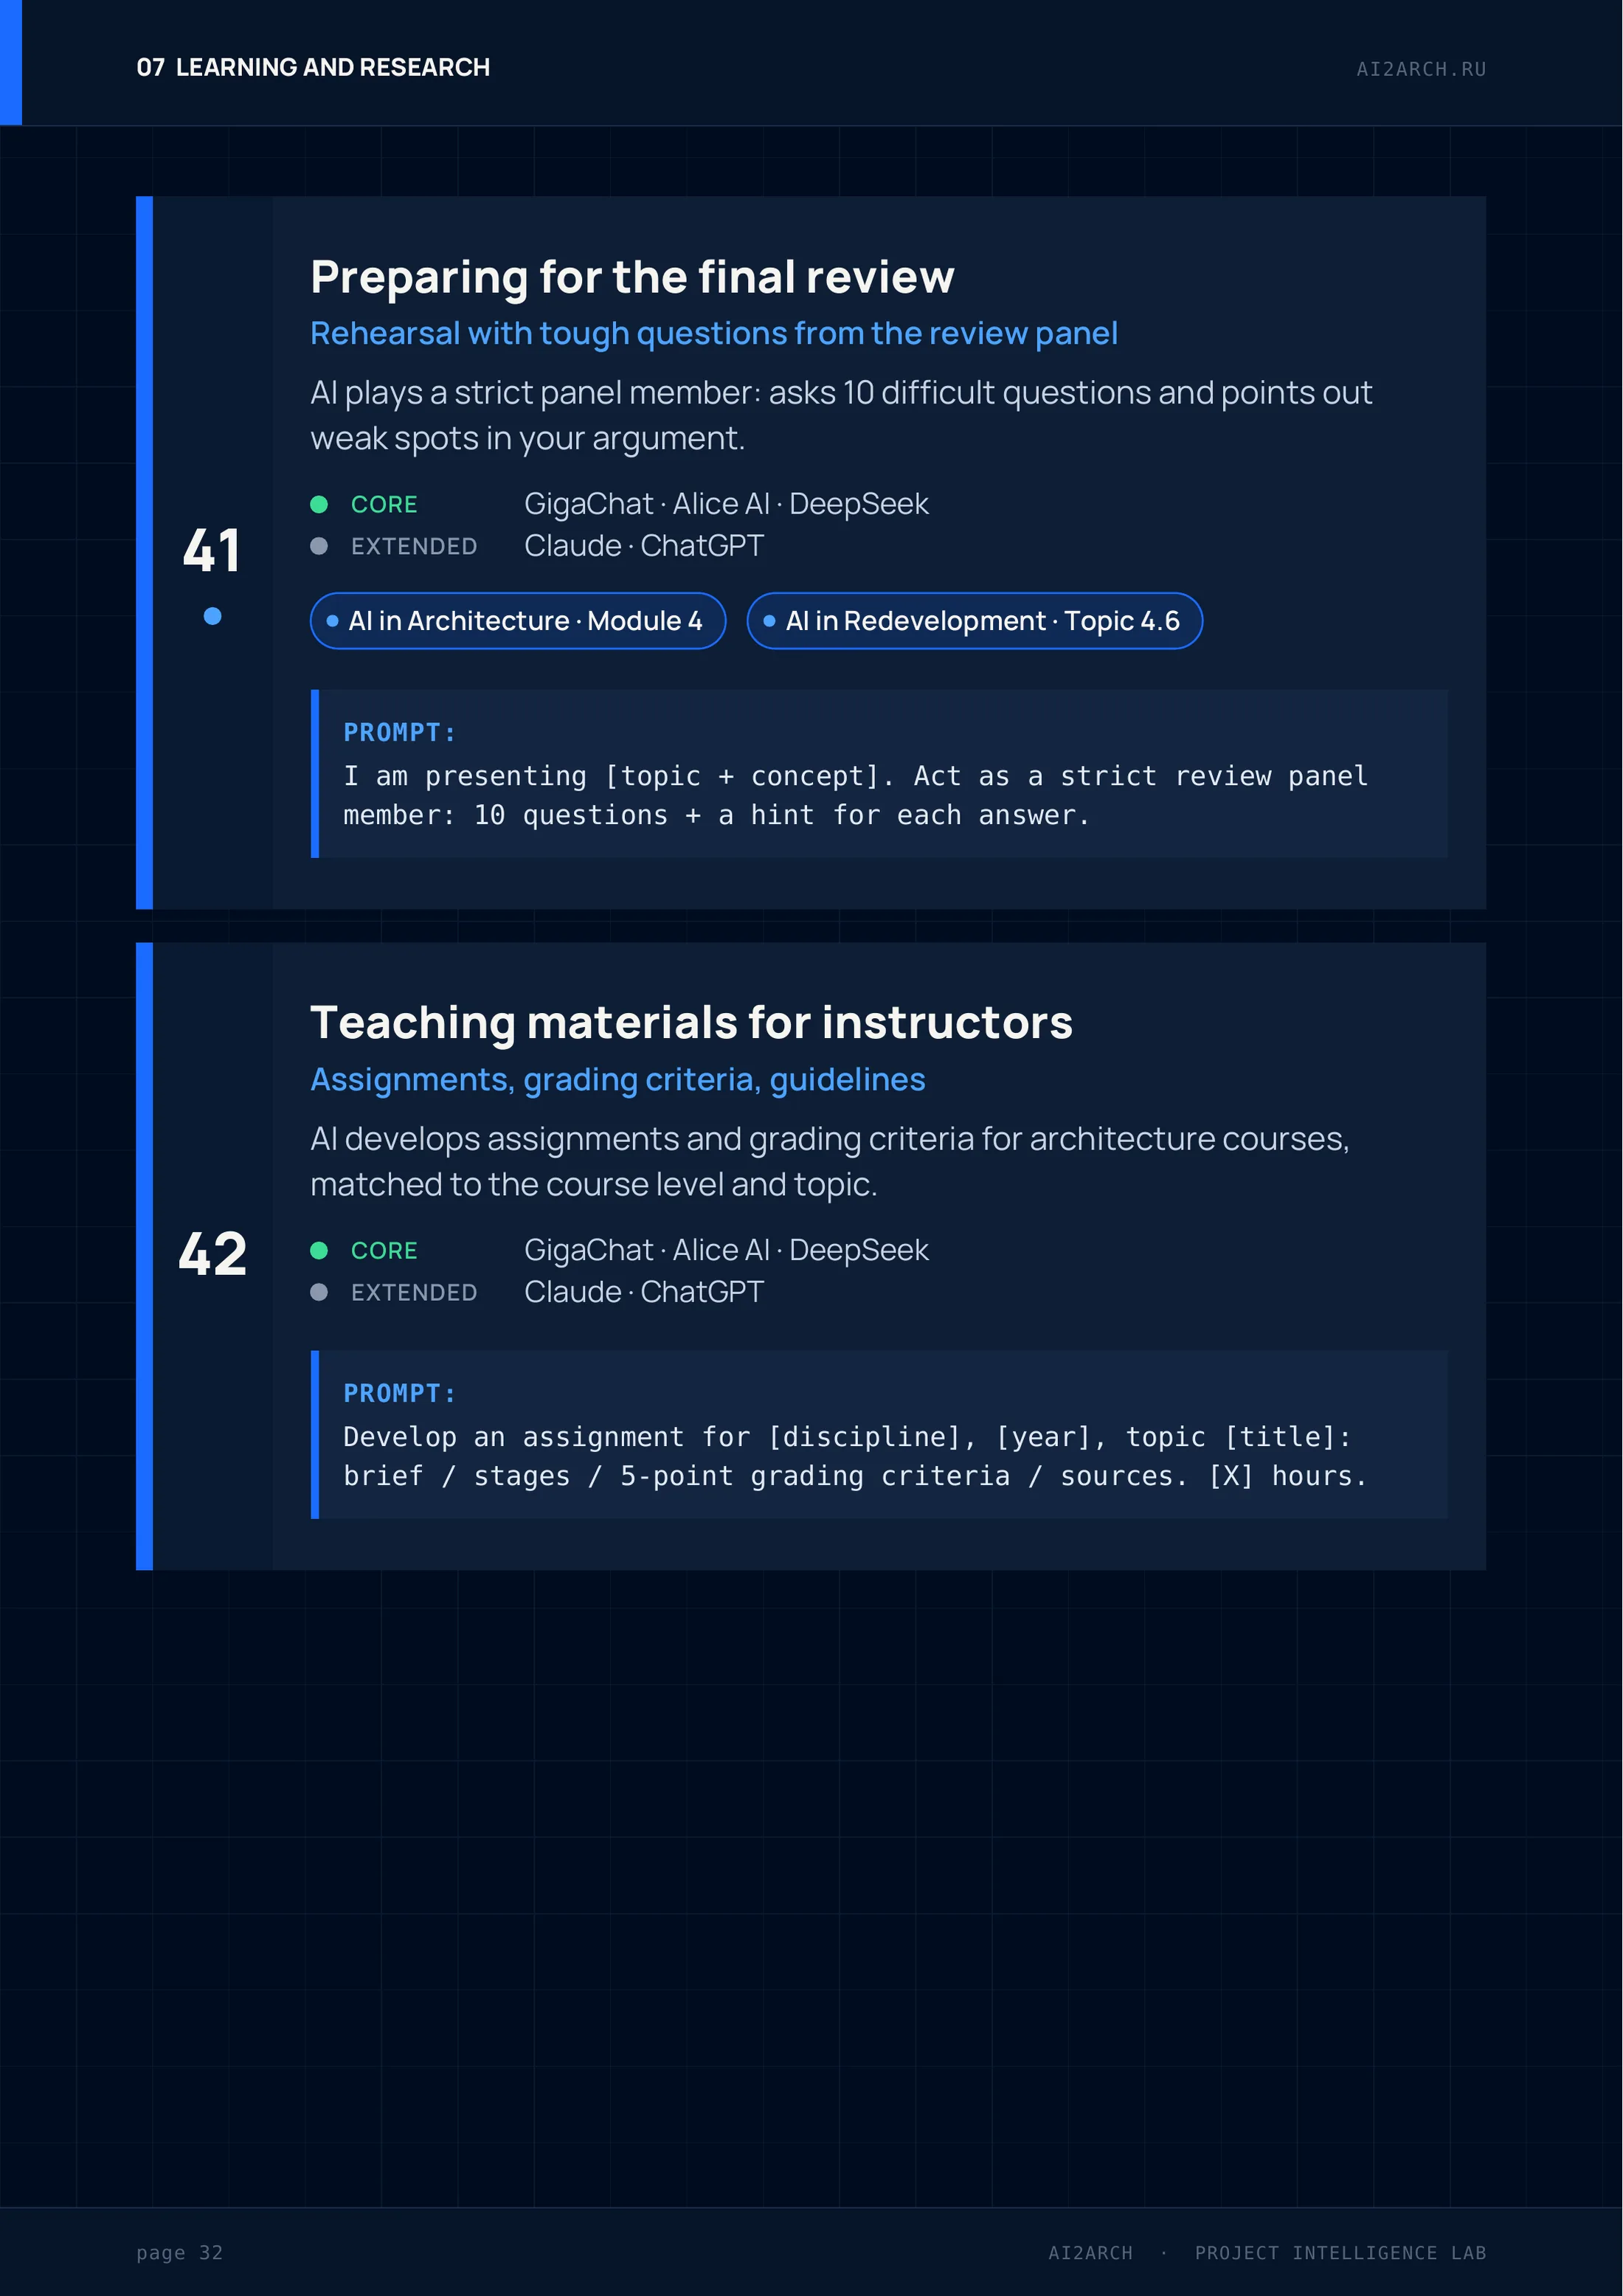 07 LEARNING AND RESEARCH
AI2ARCH.RU
41
Preparing for the final review
Rehearsal with tough questions from the review panel
AI plays a strict panel member: asks 10 difficult questions and points out
weak spots in your argument.
CORE GigaChat · Alice AI · DeepSeek
EXTENDED Claude · ChatGPT
AI in Architecture · Module 4
AI in Redevelopment · Topic 4.6
PROMPT:
I am presenting [topic + concept]. Act as a strict review panel
member: 10 questions + a hint for each answer.
42
Teaching materials for instructors
Assignments, grading criteria, guidelines
AI develops assignments and grading criteria for architecture courses,
matched to the course level and topic.
CORE GigaChat · Alice AI · DeepSeek
EXTENDED Claude · ChatGPT
PROMPT:
Develop an assignment for [discipline], [year], topic [title]:
brief / stages / 5-point grading criteria / sources. [X] hours.
page 32
AI2ARCH · PROJECT INTELLIGENCE LAB